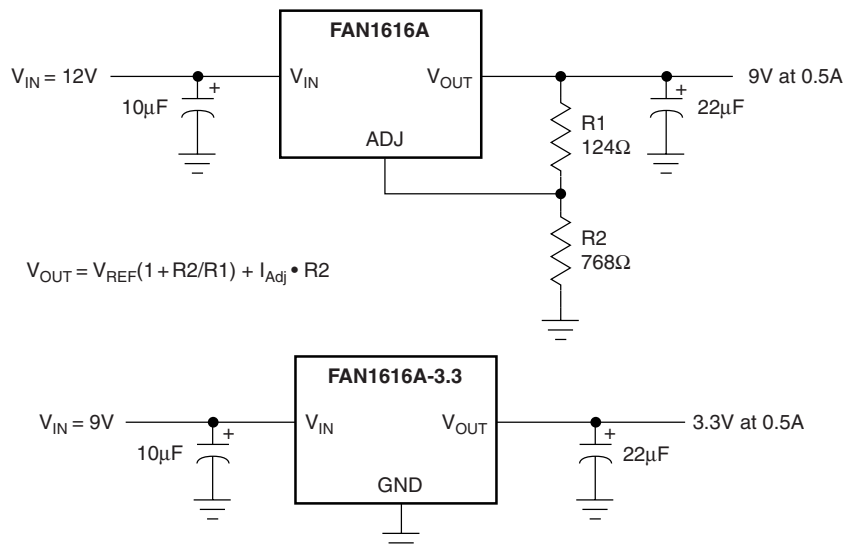 FAN1616A
V_IN = 12V
V_IN
V_OUT
9V at 0.5A
+
10μF
ADJ
R1
124Ω
+
22μF
R2
768Ω
V_OUT = V_REF(1 + R2/R1) + I_Adj • R2
FAN1616A-3.3
V_IN = 9V
V_IN
V_OUT
3.3V at 0.5A
+
10μF
GND
+
22μF